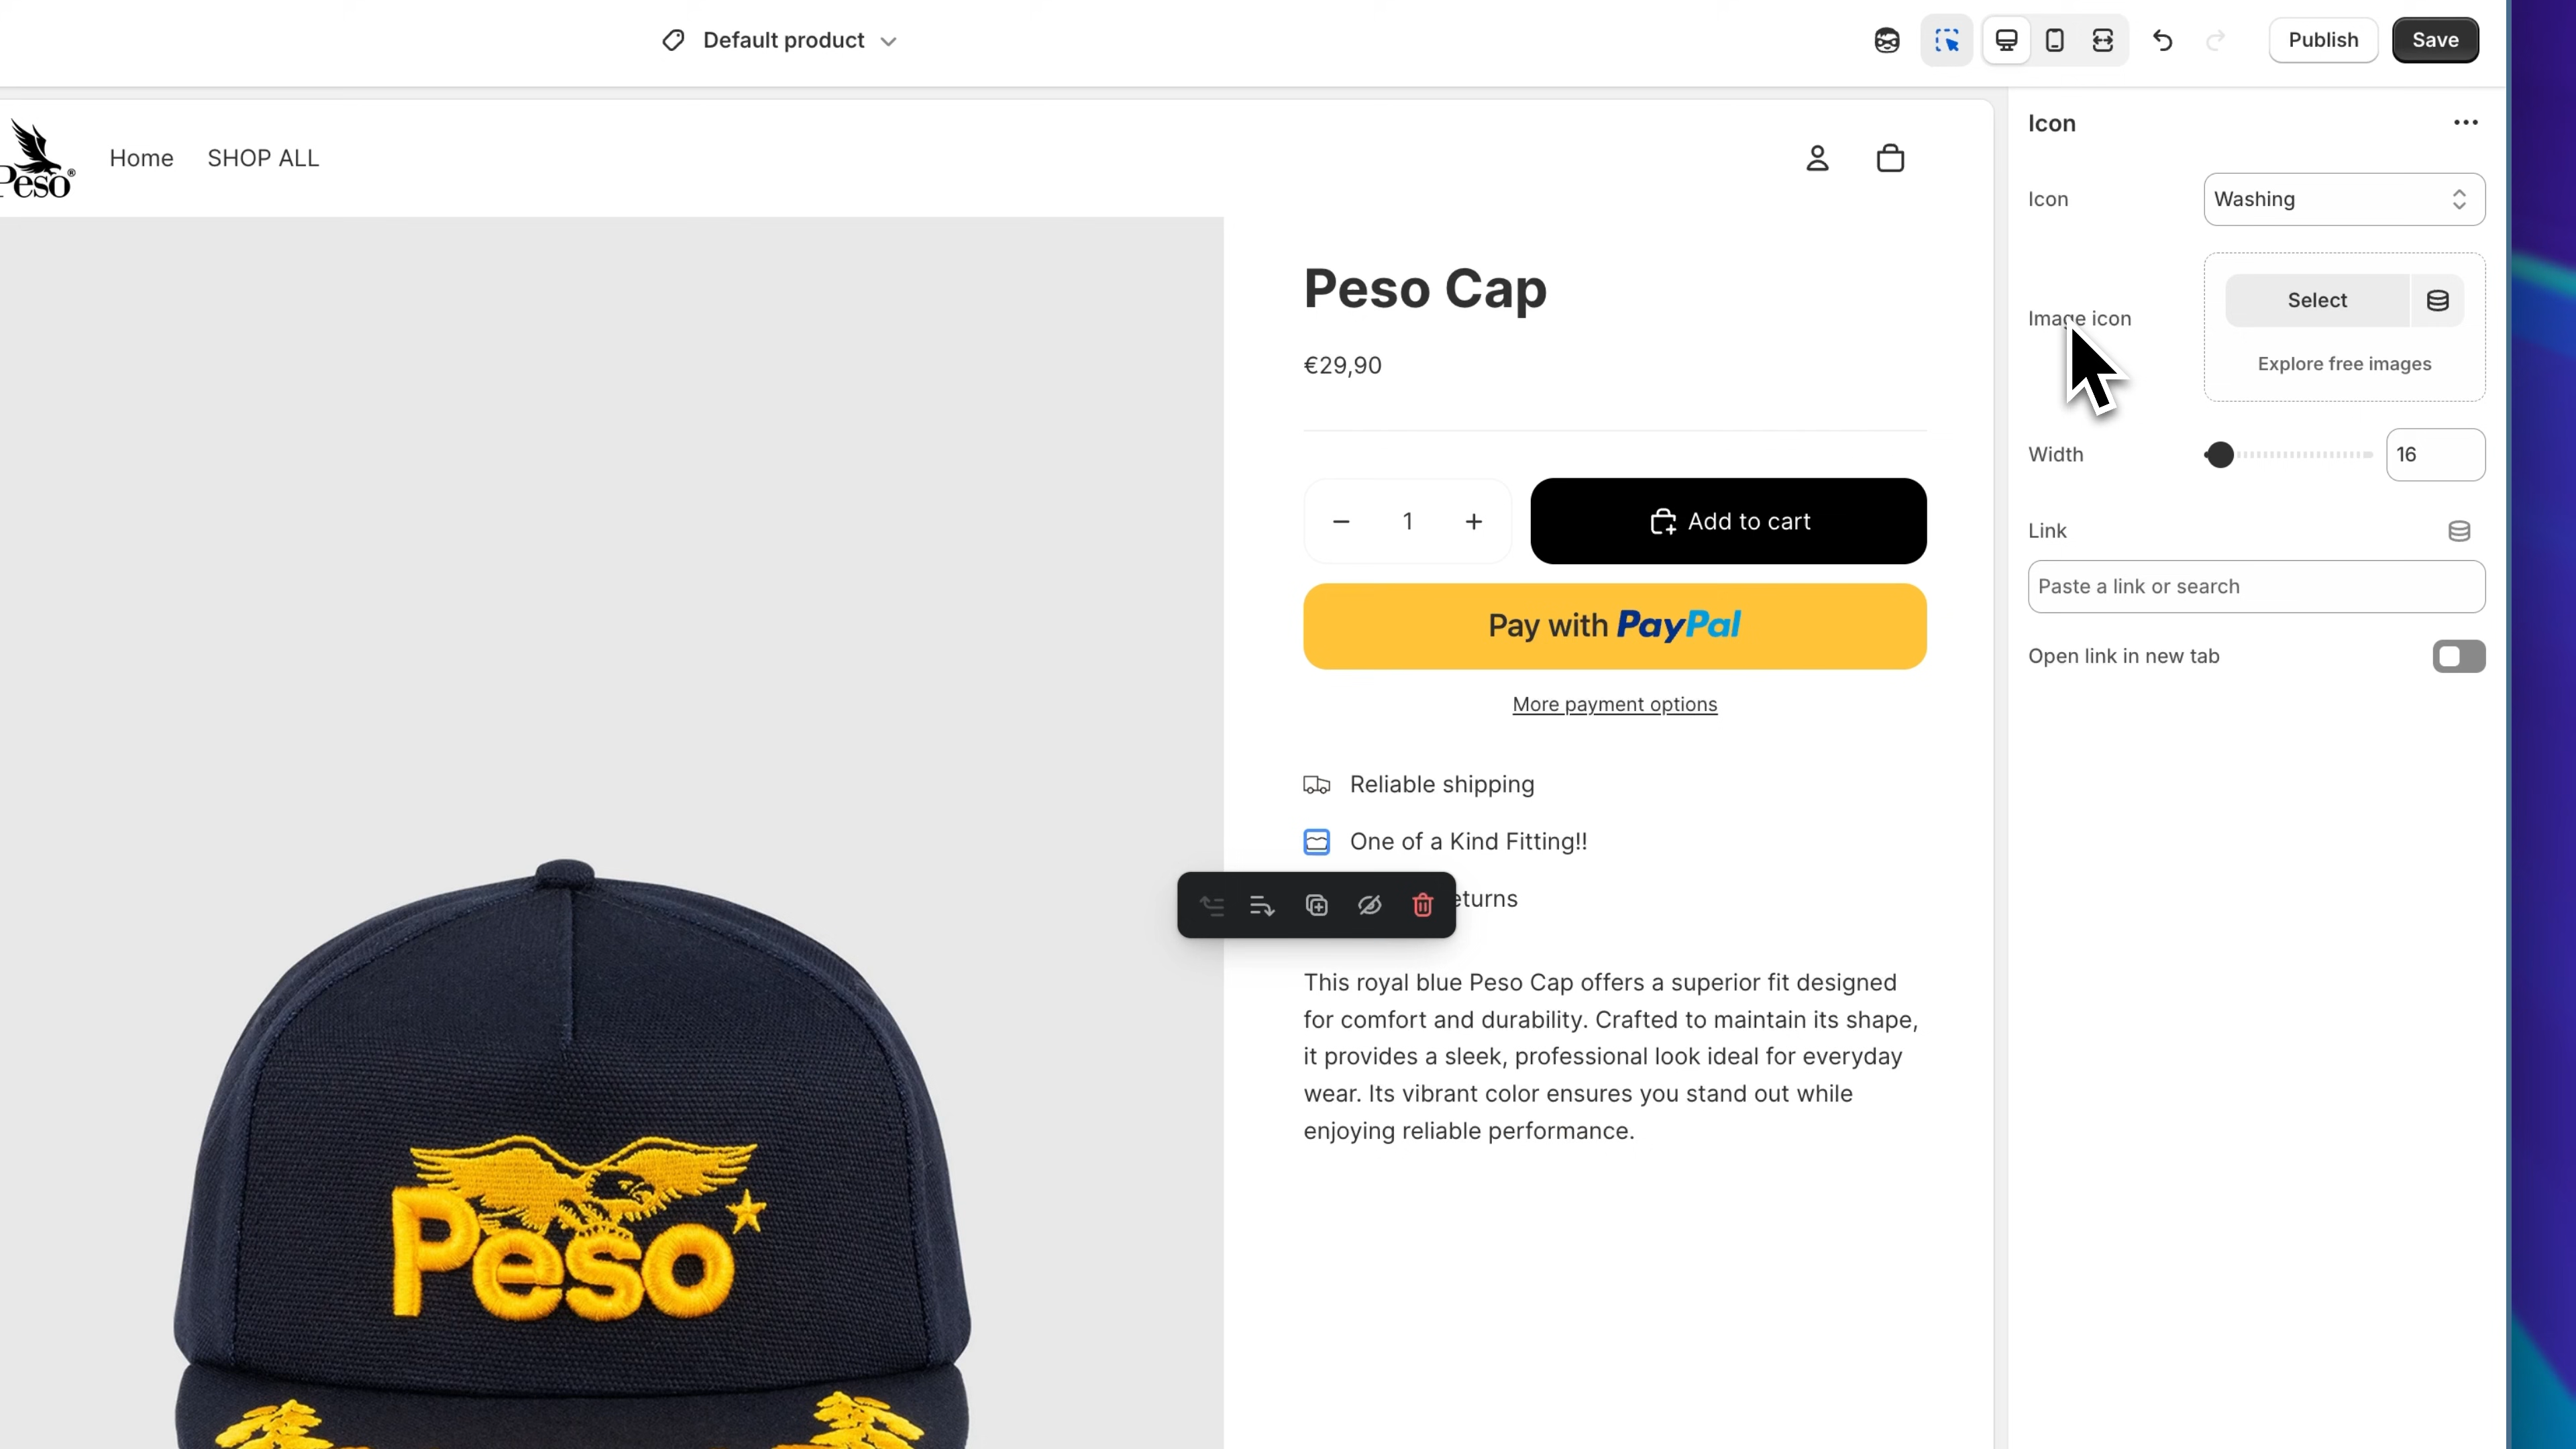 Default product
Publish
Save
Peso®
Home
SHOP ALL
Icon
Icon
Washing
Image icon
Select
Explore free images
Width
16
Link
Paste a link or search
Open link in new tab
Peso Cap
€29,90
1
Add to cart
Pay with PayPal
More payment options
Reliable shipping
One of a Kind Fitting!!
eturns
This royal blue Peso Cap offers a superior fit designed
for comfort and durability. Crafted to maintain its shape,
it provides a sleek, professional look ideal for everyday
wear. Its vibrant color ensures you stand out while
enjoying reliable performance.
Peso